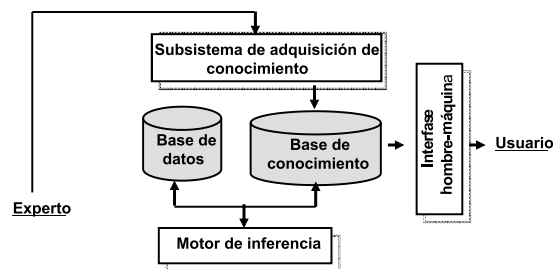 Subsistema de adquisición de
conocimiento
Base de
datos
Base de
conocimiento
Interfase
hombre-máquina
Usuario
Experto
Motor de inferencia